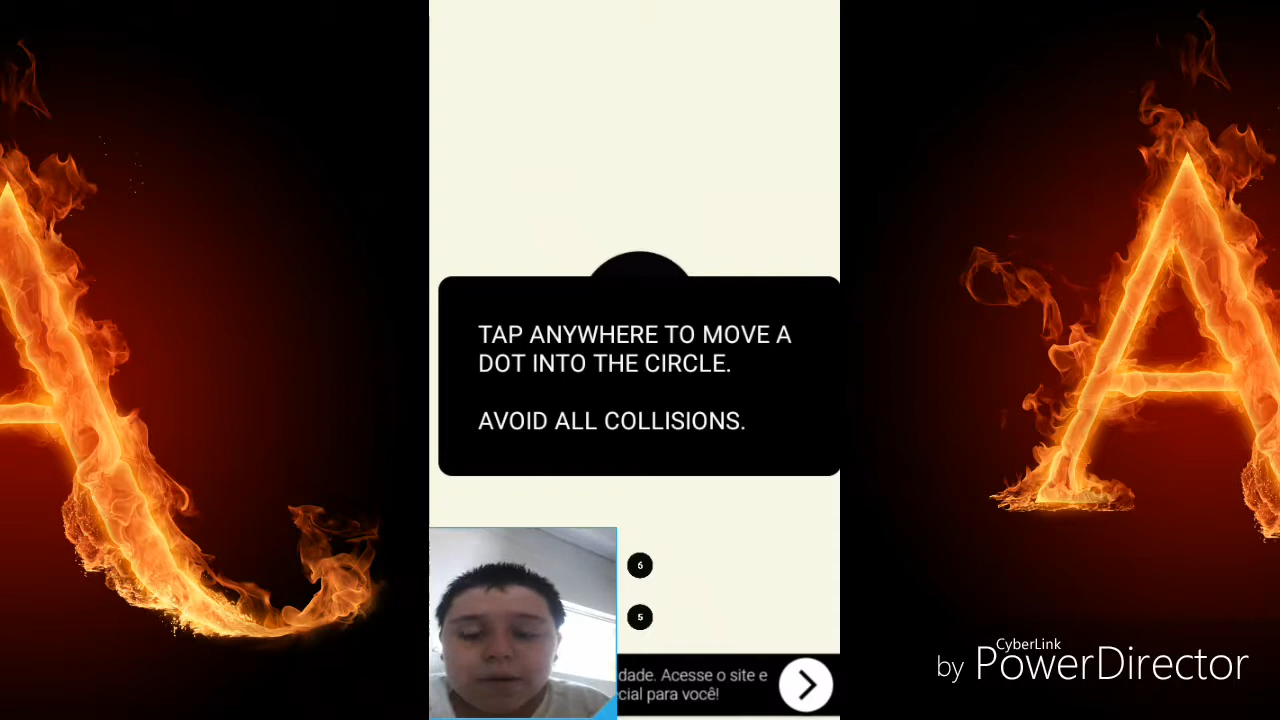 TAP ANYWHERE TO MOVE A
DOT INTO THE CIRCLE.
AVOID ALL COLLISIONS.
6
5
dade. Acesse o site e
cial para você!
A
CyberLink
by PowerDirector